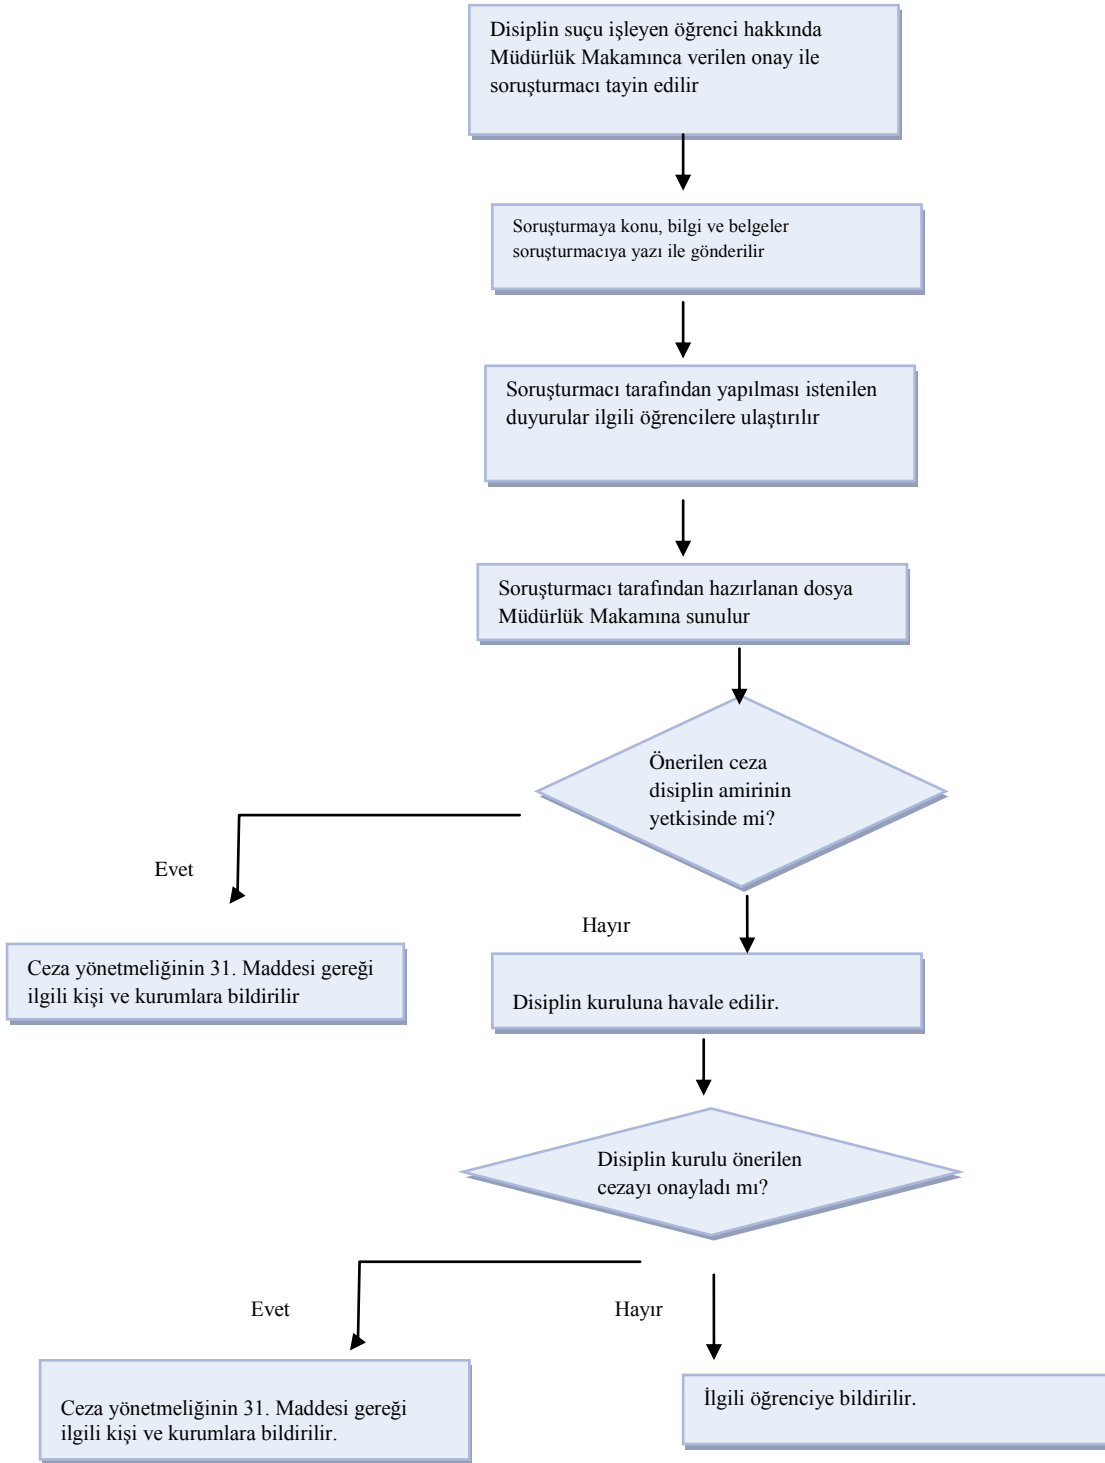 Disiplin suçu işleyen öğrenci hakkında
Müdürlük Makamınca verilen onay ile
soruşturmacı tayin edilir
Soruşturmaya konu, bilgi ve belgeler
soruşturmacıya yazı ile gönderilir
Soruşturmacı tarafından yapılması istenilen
duyurular ilgili öğrencilere ulaştırılır
Soruşturmacı tarafından hazırlanan dosya
Müdürlük Makamına sunulur
Önerilen ceza
disiplin amirinin
yetkisinde mi?
Evet
Hayır
Ceza yönetmeliğinin 31. Maddesi gereği
ilgili kişi ve kurumlara bildirilir
Disiplin kuruluna havale edilir.
Disiplin kurulu önerilen
cezayı onayladı mı?
Evet
Hayır
Ceza yönetmeliğinin 31. Maddesi gereği
ilgili kişi ve kurumlara bildirilir.
İlgili öğrenciye bildirilir.